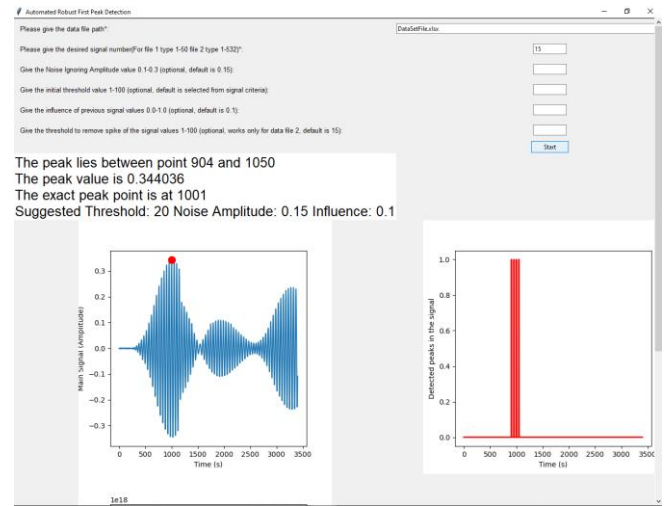 Automated Robust First Peak Detection
Please give the data file path*:
DataSetFile.xlsx
Please give the desired signal number(For file 1 type 1-50 file 2 type 1-532)*:
15
Give the Noise Ignoring Amplitude value 0.1-0.3 (optional, default is 0.15):
Give the initial threshold value 1-100 (optional, default is selected from signal criteria):
Give the influence of previous signal values 0.0-1.0 (optional, default is 0.1):
Give the threshold to remove spike of the signal values 1-100 (optional, works only for data file 2, default is 15):
Start
The peak lies between point 904 and 1050
The peak value is 0.344036
The exact peak point is at 1001
Suggested Threshold: 20 Noise Amplitude: 0.15 Influence: 0.1
Main Signal (Amplitude)
0.3
0.2
0.1
0.0
−0.1
−0.2
−0.3
0 500 1000 1500 2000 2500 3000 3500
Time (s)
Detected peaks in the signal
1.0
0.8
0.6
0.4
0.2
0.0
0 500 1000 1500 2000 2500 3000 3500
Time (s)
1e18